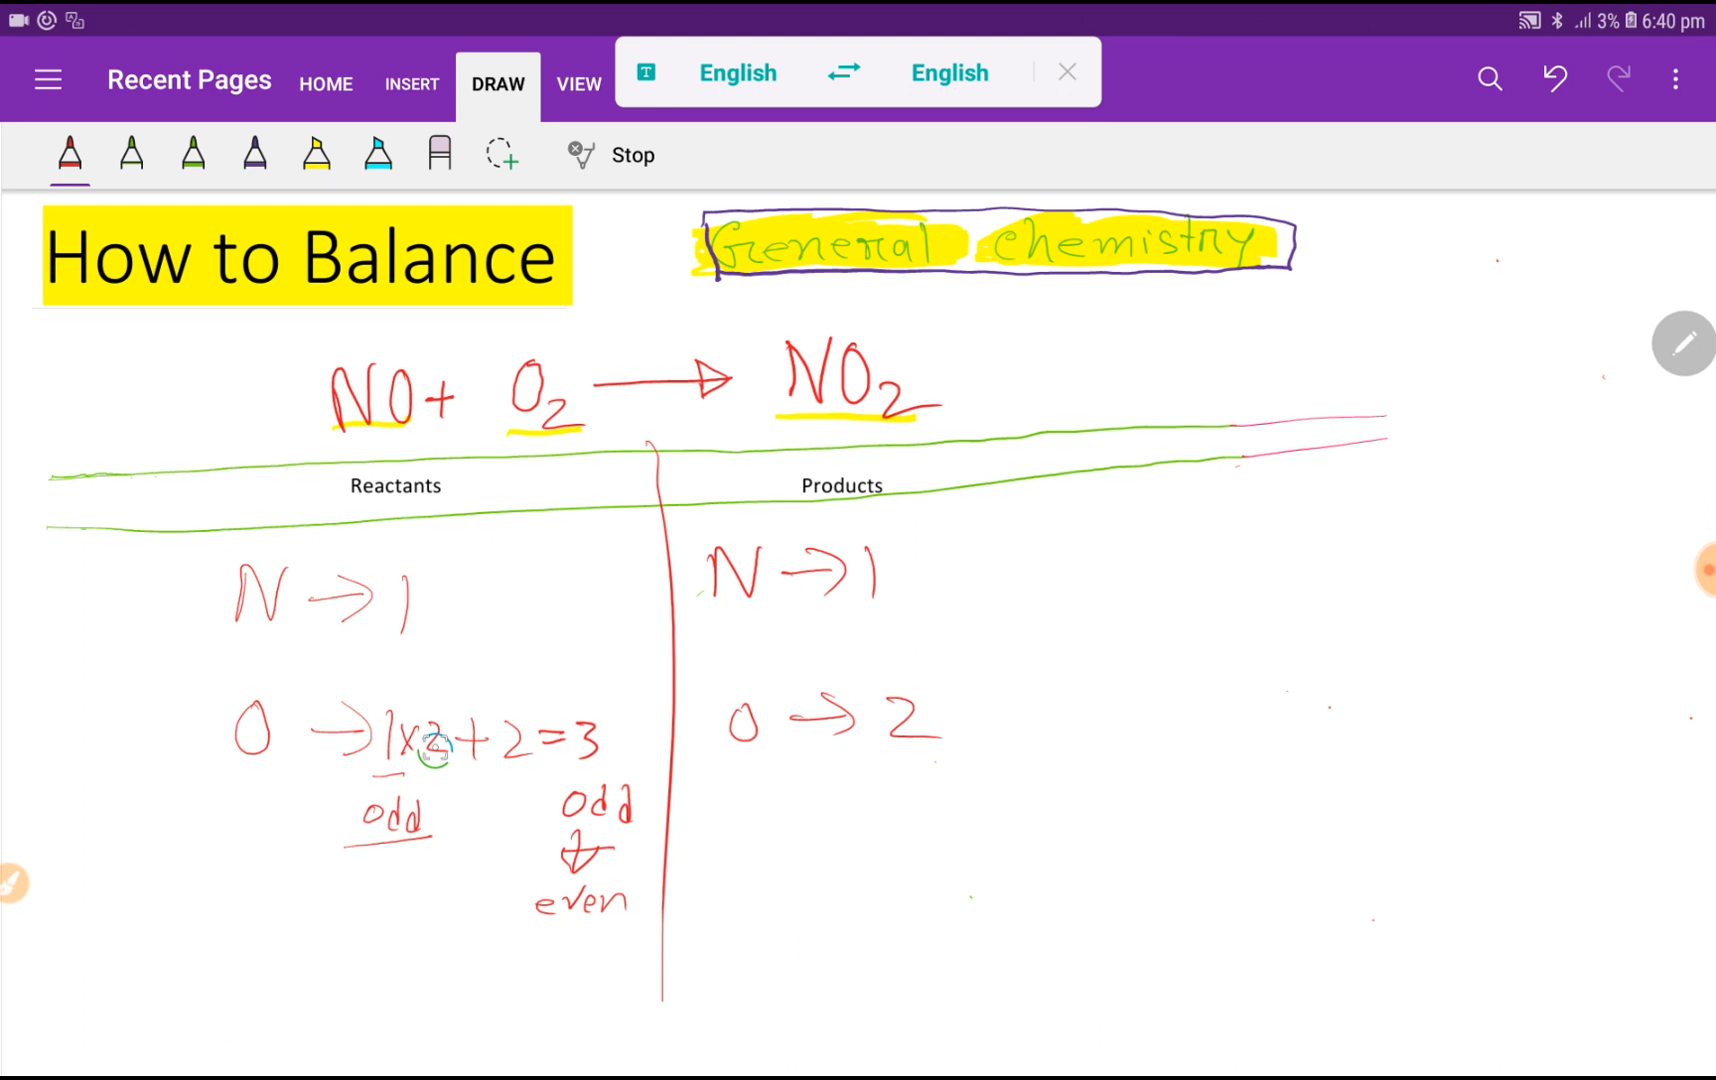 3% 6:40 pm
Recent Pages HOME INSERT DRAW VIEW English English
Stop
How to Balance
General chemistry
NO + O2 → NO2
Reactants Products
N → 1 N → 1
O → 1x2+2=3 O → 2
odd odd
even